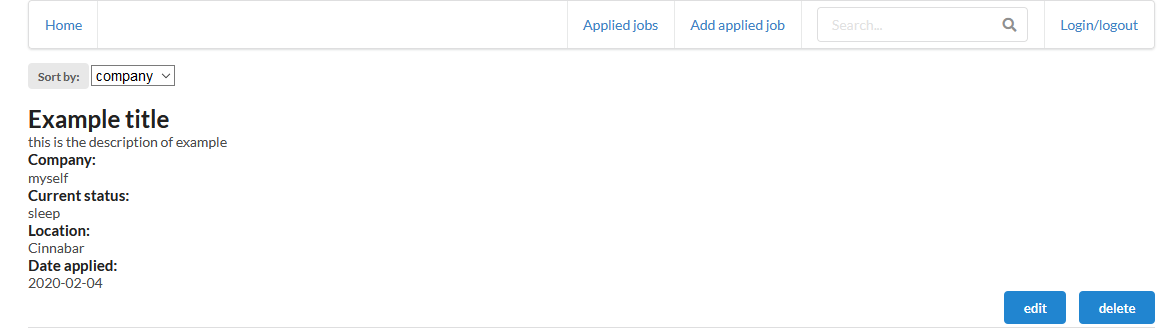 Home Applied jobs Add applied job Search... Login/logout
Sort by: company
Example title
this is the description of example
Company:
myself
Current status:
sleep
Location:
Cinnabar
Date applied:
2020-02-04
edit delete